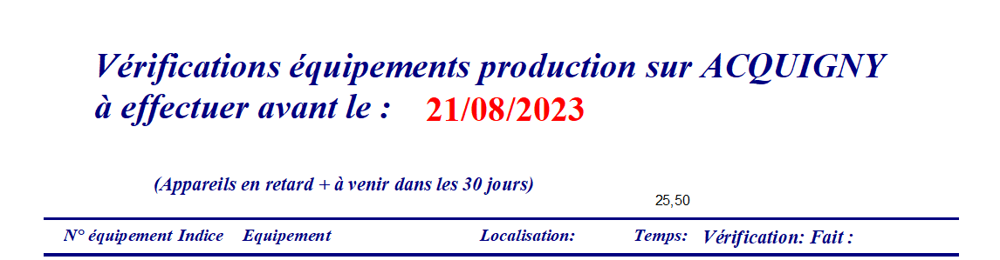 Vérifications équipements production sur ACQUIGNY
à effectuer avant le : 21/08/2023
(Appareils en retard + à venir dans les 30 jours)
25,50
N° équipement Indice Equipement Localisation: Temps: Vérification: Fait :